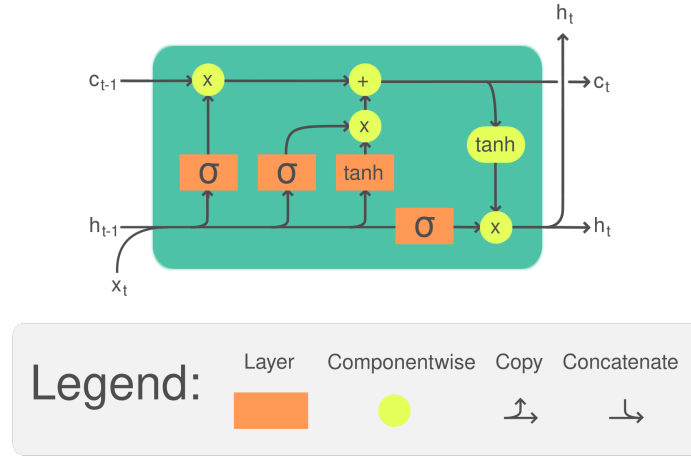 hₜ
cₜ₋₁ x + cₜ
x
tanh
σ σ tanh
hₜ₋₁ σ x hₜ
xₜ
Legend:
Layer Componentwise Copy Concatenate